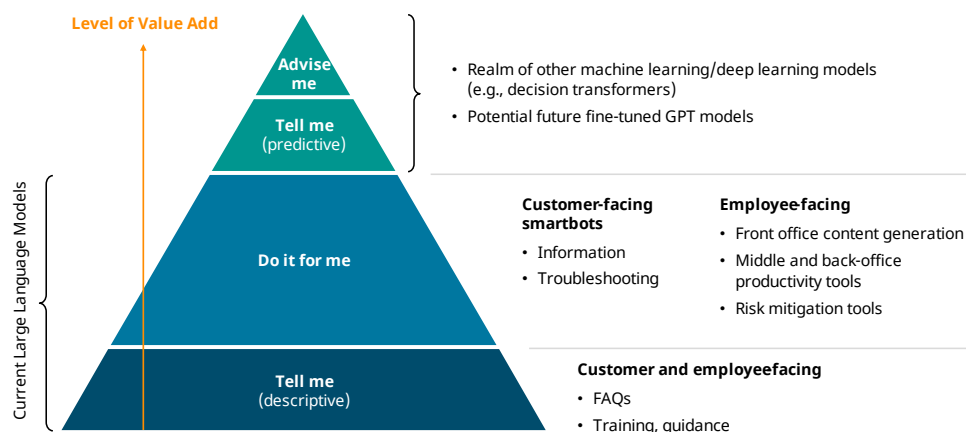 Level of Value Add
Advise
me
Tell me
(predictive)
• Realm of other machine learning/deep learning models
(e.g., decision transformers)
• Potential future fine-tuned GPT models
Current Large Language Models
Do it for me
Customer-facing
smartbots
• Information
• Troubleshooting
Employee-facing
• Front office content generation
• Middle and back-office
productivity tools
• Risk mitigation tools
Tell me
(descriptive)
Customer and employeefacing
• FAQs
• Training, guidance